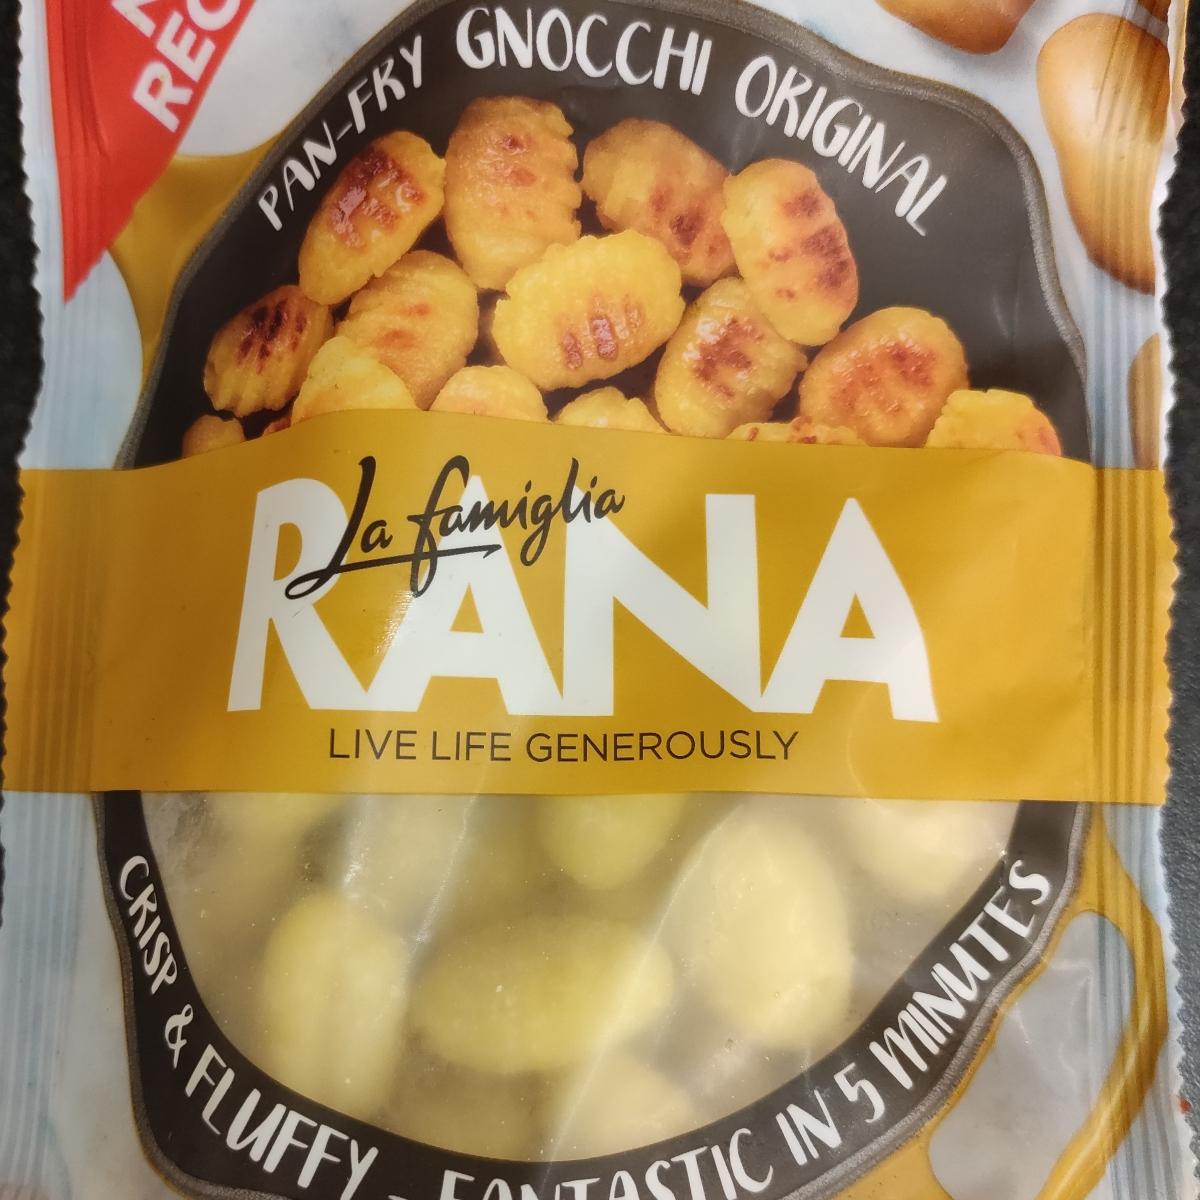 PAN-FRY GNOCCHI ORIGINAL
La famiglia
RANA
LIVE LIFE GENEROUSLY
CRISP & FLUFFY - FANTASTIC IN 5 MINUTES